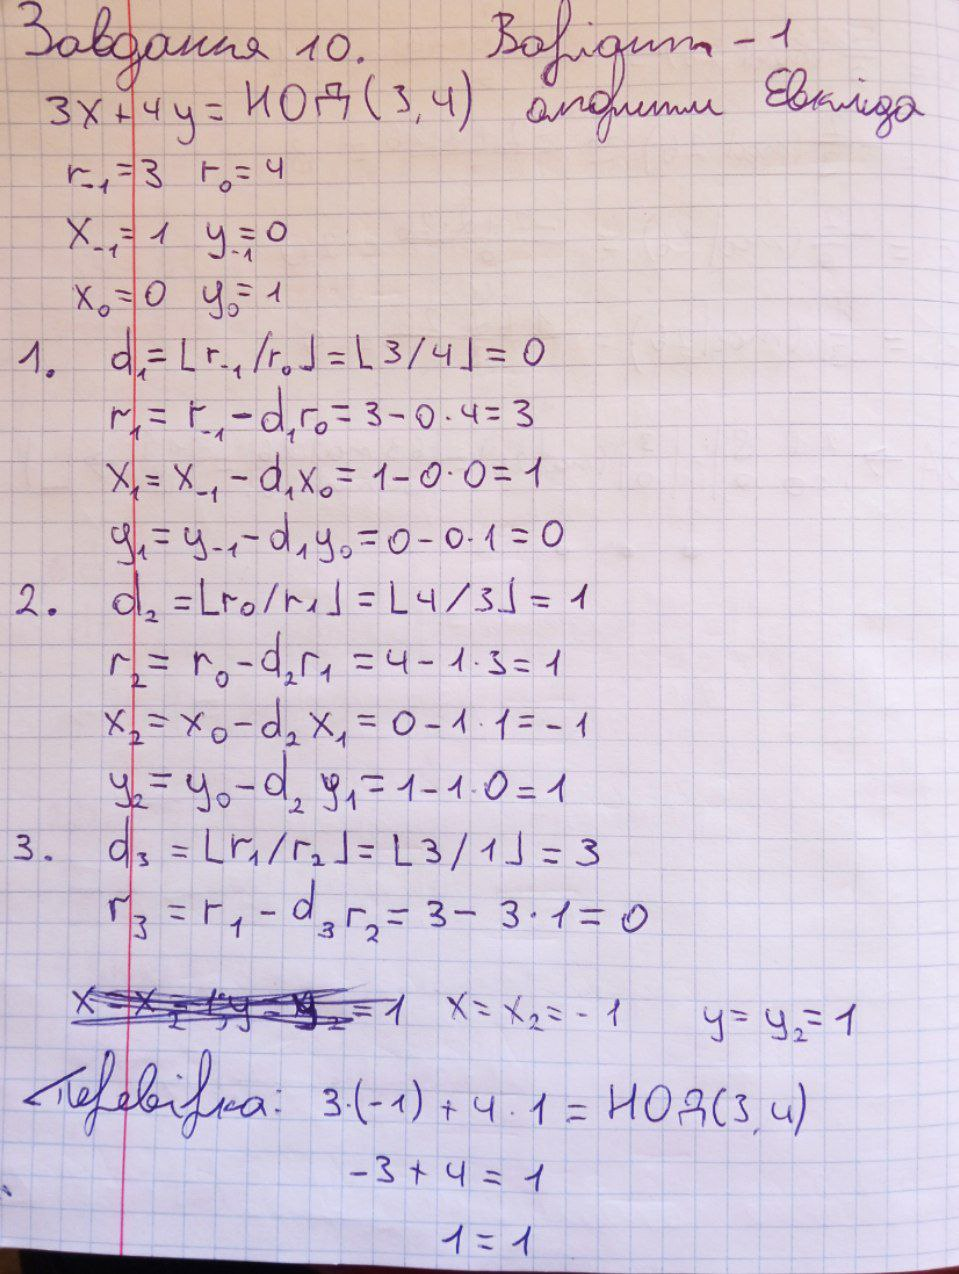 Завдання 10. Варіант - 1
3x + 4y = НОД(3,4) алгоритм Евкліда
r₋₁ = 3 r₀ = 4
x₋₁ = 1 y₋₁ = 0
x₀ = 0 y₀ = 1
1. d₁ = ⌊r₋₁/r₀⌋ = ⌊3/4⌋ = 0
r₁ = r₋₁ - d₁r₀ = 3 - 0·4 = 3
x₁ = x₋₁ - d₁x₀ = 1 - 0·0 = 1
y₁ = y₋₁ - d₁y₀ = 0 - 0·1 = 0
2. d₂ = ⌊r₀/r₁⌋ = ⌊4/3⌋ = 1
r₂ = r₀ - d₂r₁ = 4 - 1·3 = 1
x₂ = x₀ - d₂x₁ = 0 - 1·1 = -1
y₂ = y₀ - d₂y₁ = 1 - 1·0 = 1
3. d₃ = ⌊r₁/r₂⌋ = ⌊3/1⌋ = 3
r₃ = r₁ - d₃r₂ = 3 - 3·1 = 0
= 1 x = x₂ = -1 y = y₂ = 1
Перевірка: 3·(-1) + 4·1 = НОД(3,4)
-3 + 4 = 1
1 = 1